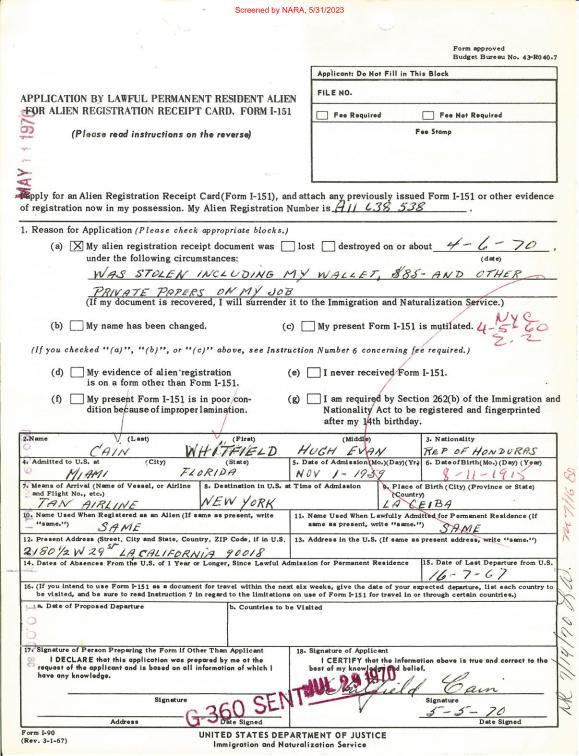 Screened by NARA, 5/31/2023
Form approved
Budget Bureau No. 43-R040.7
Applicant: Do Not Fill in This Block
FILE NO.
Fee Required Fee Not Required
Fee Stamp
APPLICATION BY LAWFUL PERMANENT RESIDENT ALIEN
FOR ALIEN REGISTRATION RECEIPT CARD, FORM I-151
(Please read instructions on the reverse)
MAY 11 1970
I apply for an Alien Registration Receipt Card (Form I-151), and attach any previously issued Form I-151 or other evidence
of registration now in my possession. My Alien Registration Number is A11 638 538.
1. Reason for Application (Please check appropriate blocks.)
(a) X My alien registration receipt document was lost destroyed on or about 4-6-70,
under the following circumstances: (date)
WAS STOLEN INCLUDING MY WALLET, $85- AND OTHER
PRIVATE PAPERS ON MY JOB
(If my document is recovered, I will surrender it to the Immigration and Naturalization Service.)
NYC
(b) My name has been changed. (c) My present Form I-151 is mutilated. 4-5-60
(If you checked "(a)", "(b)", or "(c)" above, see Instruction Number 6 concerning fee required.)
(d) My evidence of alien registration
is on a form other than Form I-151.
(e) I never received Form I-151.
(f) My present Form I-151 is in poor con-
dition because of improper lamination.
(g) I am required by Section 262(b) of the Immigration and
Nationality Act to be registered and fingerprinted
after my 14th birthday.
2. Name (Last) (First) (Middle) 3. Nationality
CAIN WHITFIELD HUGH EVAN REP OF HONDURAS
4. Admitted to U.S. at (City) (State) 5. Date of Admission (Mo.) (Day) (Yr.) 6. Date of Birth (Mo.) (Day) (Year)
MIAMI FLORIDA NOV 1-1959 8-11-1915
7. Means of Arrival (Name of Vessel, or Airline
and Flight No., etc.)
TAN AIRLINE
8. Destination in U.S. at Time of Admission
NEW YORK
9. Place of Birth (City) (Province or State)
(Country)
LA CEIBA
10. Name Used When Registered as an Alien (If same as present, write
"same.")
SAME
11. Name Used When Lawfully Admitted for Permanent Residence (If
same as present, write "same.")
SAME
12. Present Address (Street, City and State, Country, ZIP Code, if in U.S.
2180 1/2 W 29 ST LA CALIFORNIA 90018
13. Address in the U.S. (If same as present address, write "same.")
14. Dates of Absences From the U.S. of 1 Year or Longer, Since Lawful Admission for Permanent Residence
15. Date of Last Departure from U.S.
16-7-67
16. (If you intend to use Form I-151 as a document for travel within the next six weeks, give the date of your expected departure, list each country to
be visited, and be sure to read Instruction 7 in regard to the limitations on use of Form I-151 for travel in or through certain countries.)
a. Date of Proposed Departure b. Countries to be Visited
17. Signature of Person Preparing the Form if Other Than Applicant
I DECLARE that this application was prepared by me at the
request of the applicant and is based on all information of which I
have any knowledge.
Signature
Address Date Signed
18. Signature of Applicant
I CERTIFY that the information above is true and correct to the
best of my knowledge and belief.
Whitfield Cain
Signature
5-5-70
Date Signed
G-360 SENT JUL 29 1970
Form I-90
(Rev. 3-1-67)
UNITED STATES DEPARTMENT OF JUSTICE
Immigration and Naturalization Service